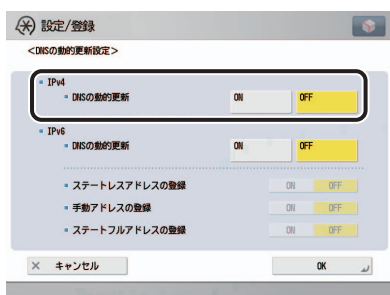 設定/登録
<DNSの動的更新設定>
IPv4
DNSの動的更新 ON OFF
IPv6
DNSの動的更新 ON OFF
ステートレスアドレスの登録 ON OFF
手動アドレスの登録 ON OFF
ステートフルアドレスの登録 ON OFF
× キャンセル OK